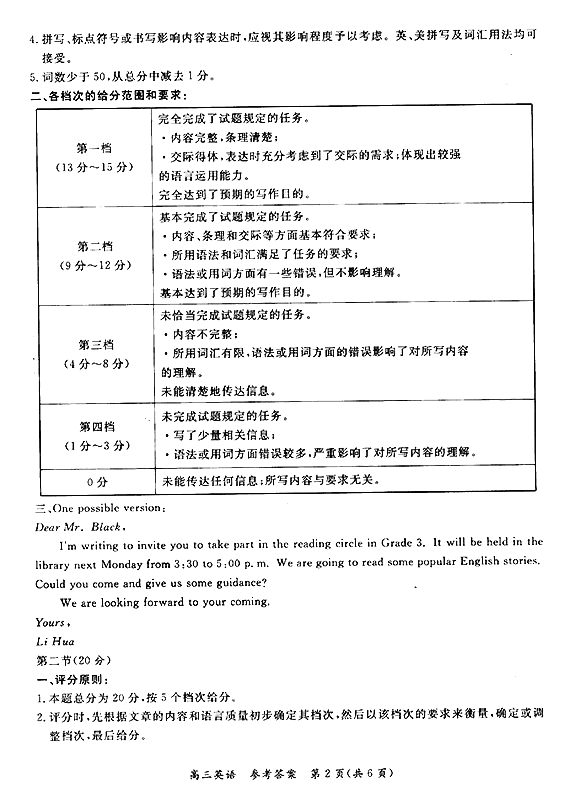 4. 拼写、标点符号或书写影响内容表达时,应视其影响程度予以考虑。英、美拼写及词汇用法均可
接受。
5. 词数少于50,从总分中减去1分。
二、各档次的给分范围和要求:
第一档
(13分～15分)
完全完成了试题规定的任务。
·内容完整,条理清楚;
·交际得体,表达时充分考虑到了交际的需求;体现出较强
的语言运用能力。
完全达到了预期的写作目的。
第二档
(9分～12分)
基本完成了试题规定的任务。
·内容、条理和交际等方面基本符合要求;
·所用语法和词汇满足了任务的要求;
·语法或用词方面有一些错误,但不影响理解。
基本达到了预期的写作目的。
第三档
(4分～8分)
未恰当完成试题规定的任务。
·内容不完整;
·所用词汇有限,语法或用词方面的错误影响了对所写内容
的理解。
未能清楚地传达信息。
第四档
(1分～3分)
未完成试题规定的任务。
·写了少量相关信息;
·语法或用词方面错误较多,严重影响了对所写内容的理解。
0分
未能传达任何信息;所写内容与要求无关。
三、One possible version:
Dear Mr. Black,
I'm writing to invite you to take part in the reading circle in Grade 3. It will be held in the
library next Monday from 3:30 to 5:00 p. m. We are going to read some popular English stories.
Could you come and give us some guidance?
We are looking forward to your coming.
Yours,
Li Hua
第二节(20分)
一、评分原则:
1. 本题总分为20分,按5个档次给分。
2. 评分时,先根据文章的内容和语言质量初步确定其档次,然后以该档次的要求来衡量,确定或调
整档次,最后给分。
高三英语 参考答案 第2页(共6页)